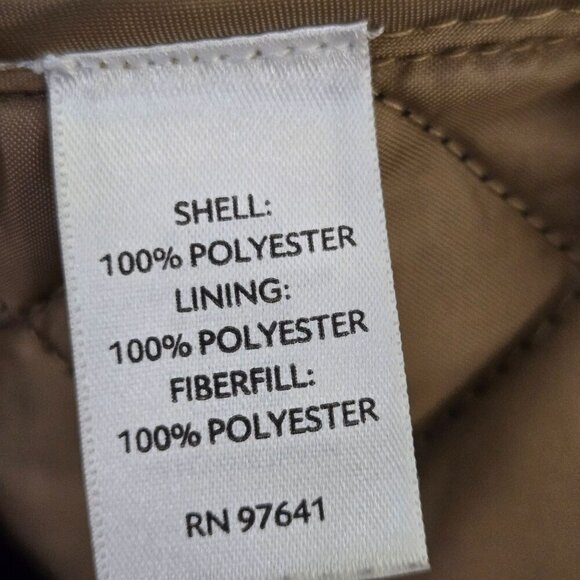 SHELL:
100% POLYESTER
LINING:
100% POLYESTER
FIBERFILL:
100% POLYESTER
RN 97641